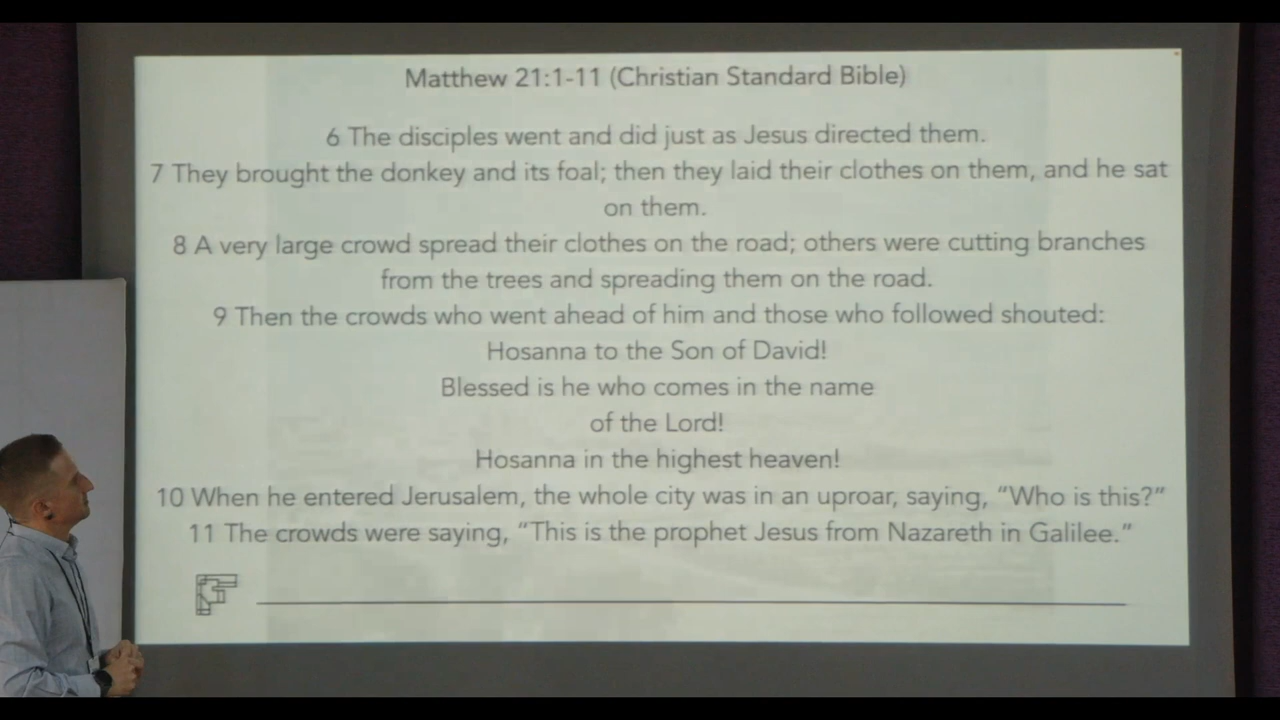 Matthew 21:1-11 (Christian Standard Bible)
6 The disciples went and did just as Jesus directed them.
7 They brought the donkey and its foal; then they laid their clothes on them, and he sat
on them.
8 A very large crowd spread their clothes on the road; others were cutting branches
from the trees and spreading them on the road.
9 Then the crowds who went ahead of him and those who followed shouted:
Hosanna to the Son of David!
Blessed is he who comes in the name
of the Lord!
Hosanna in the highest heaven!
10 When he entered Jerusalem, the whole city was in an uproar, saying, “Who is this?”
11 The crowds were saying, “This is the prophet Jesus from Nazareth in Galilee.”